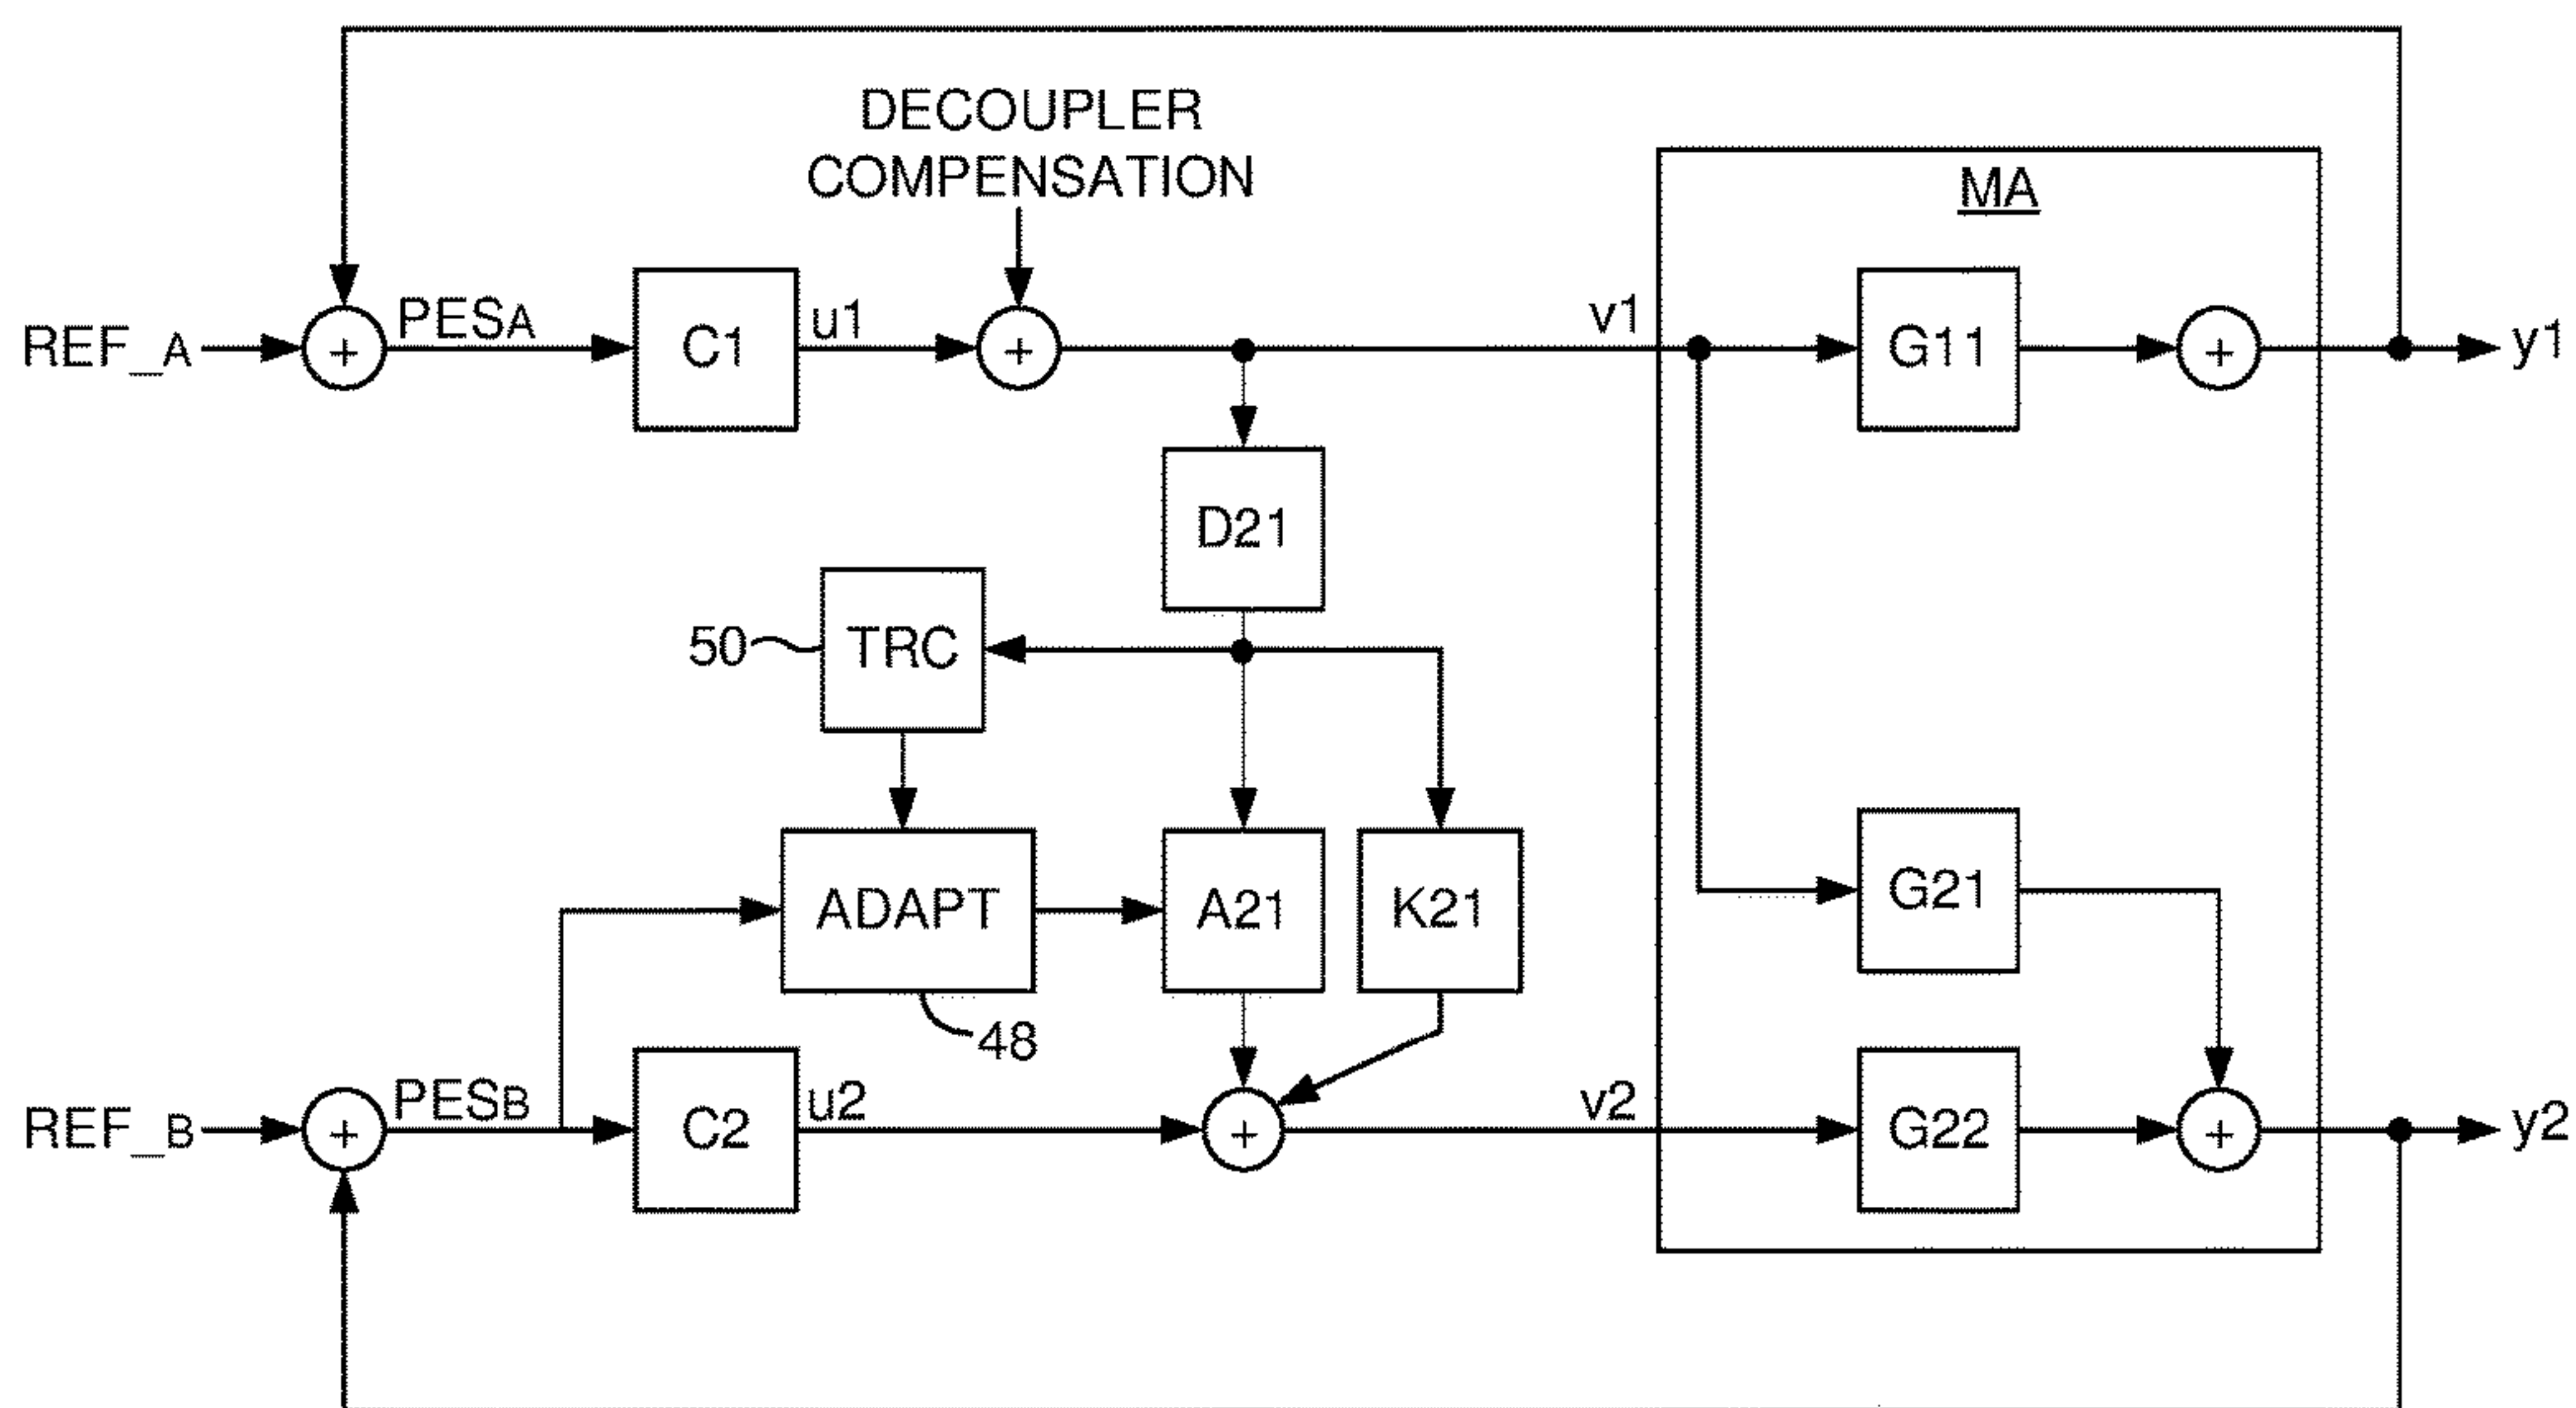 DECOUPLER
COMPENSATION
MA
REF_A
+
PESA
C1
u1
+
v1
G11
+
y1
D21
50
TRC
ADAPT
A21
K21
G21
48
REF_B
+
PESB
C2
u2
+
v2
G22
+
y2